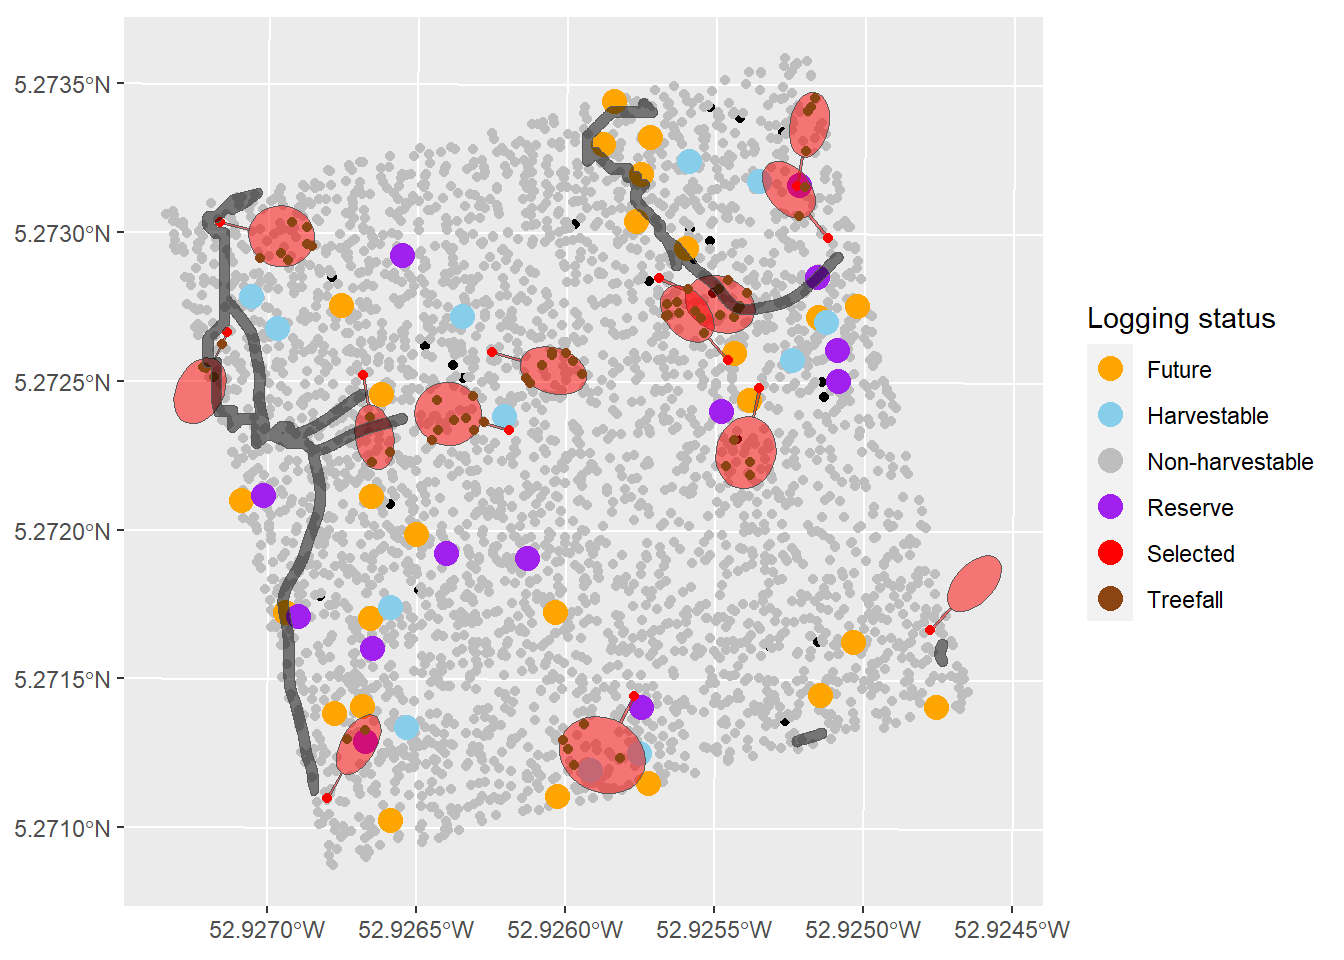 5.2735°N
5.2730°N
5.2725°N
5.2720°N
5.2715°N
5.2710°N
52.9270°W 52.9265°W 52.9260°W 52.9255°W 52.9250°W 52.9245°W
Logging status
Future
Harvestable
Non-harvestable
Reserve
Selected
Treefall